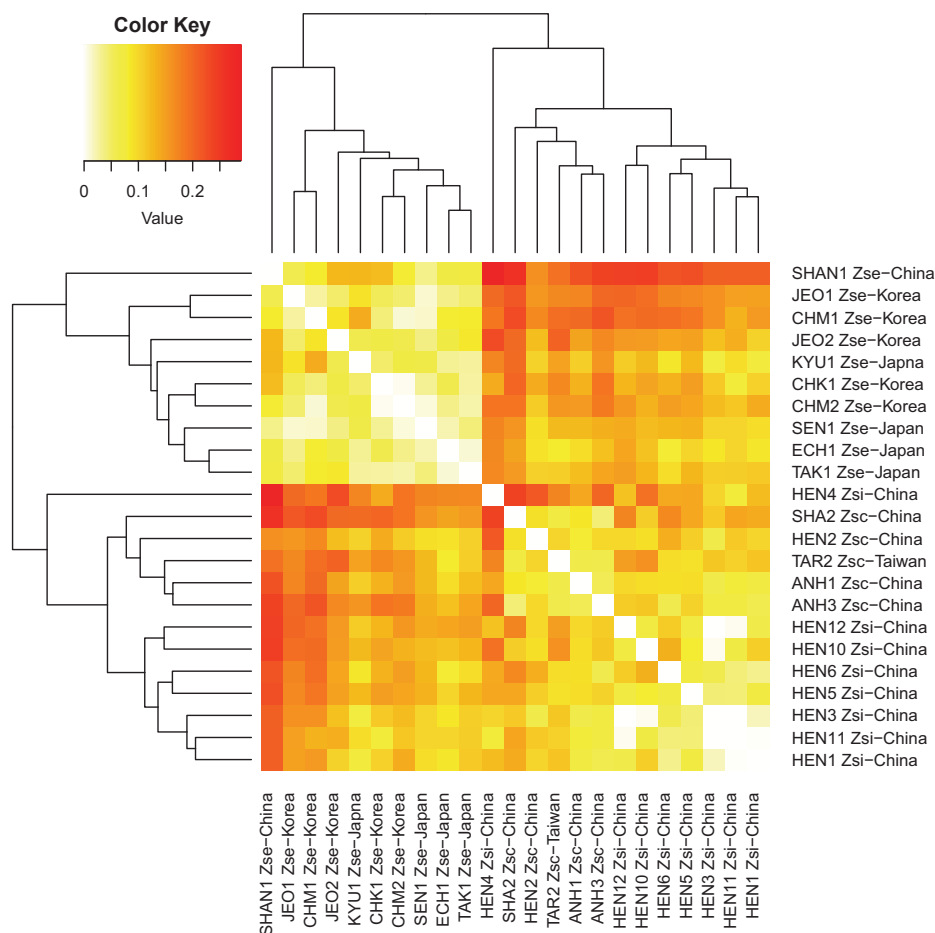 Color Key
0 0.1 0.2
Value
SHAN1 Zse−China
JEO1 Zse−Korea
CHM1 Zse−Korea
JEO2 Zse−Korea
KYU1 Zse−Japna
CHK1 Zse−Korea
CHM2 Zse−Korea
SEN1 Zse−Japan
ECH1 Zse−Japan
TAK1 Zse−Japan
HEN4 Zsi−China
SHA2 Zsc−China
HEN2 Zsc−China
TAR2 Zsc−Taiwan
ANH1 Zsc−China
ANH3 Zsc−China
HEN12 Zsi−China
HEN10 Zsi−China
HEN6 Zsi−China
HEN5 Zsi−China
HEN3 Zsi−China
HEN11 Zsi−China
HEN1 Zsi−China
SHAN1 Zse−China
JEO1 Zse−Korea
CHM1 Zse−Korea
JEO2 Zse−Korea
KYU1 Zse−Japna
CHK1 Zse−Korea
CHM2 Zse−Korea
SEN1 Zse−Japan
ECH1 Zse−Japan
TAK1 Zse−Japan
HEN4 Zsi−China
SHA2 Zsc−China
HEN2 Zsc−China
TAR2 Zsc−Taiwan
ANH1 Zsc−China
ANH3 Zsc−China
HEN12 Zsi−China
HEN10 Zsi−China
HEN6 Zsi−China
HEN5 Zsi−China
HEN3 Zsi−China
HEN11 Zsi−China
HEN1 Zsi−China